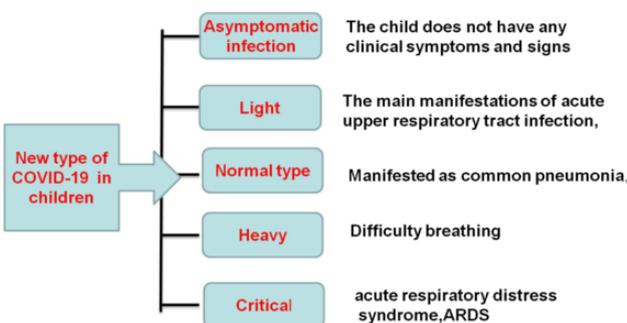 Asymptomatic
infection
The child does not have any
clinical symptoms and signs
Light
The main manifestations of acute
upper respiratory tract infection,
New type of
COVID-19 in
children
Normal type
Manifested as common pneumonia,
Heavy
Difficulty breathing
Critical
acute respiratory distress
syndrome,ARDS